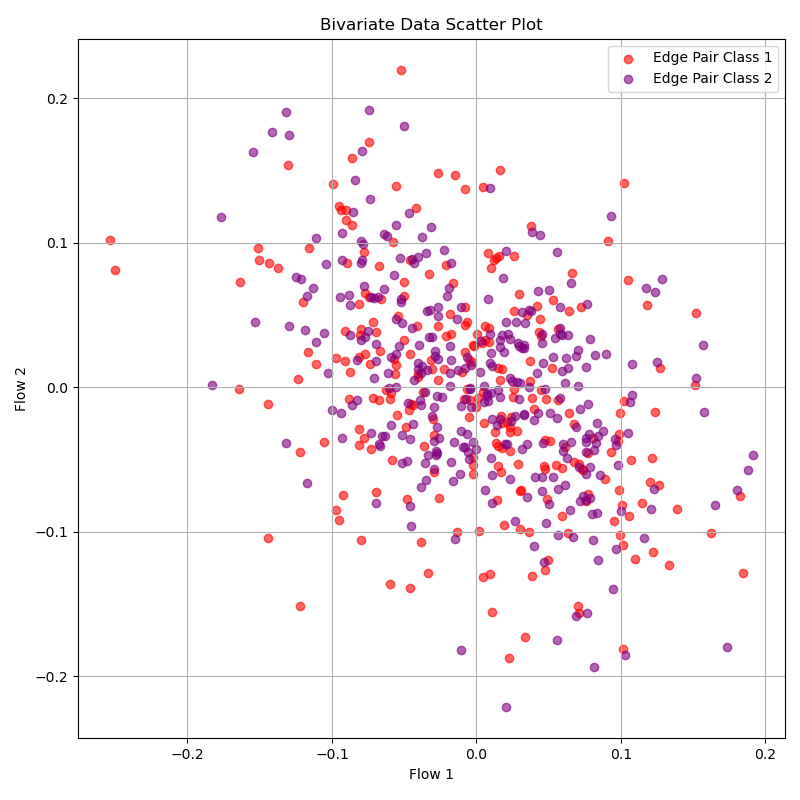 Bivariate Data Scatter Plot
Edge Pair Class 1
Edge Pair Class 2
0.2
0.1
0.0
−0.1
−0.2
Flow 2
−0.2
−0.1
0.0
0.1
0.2
Flow 1